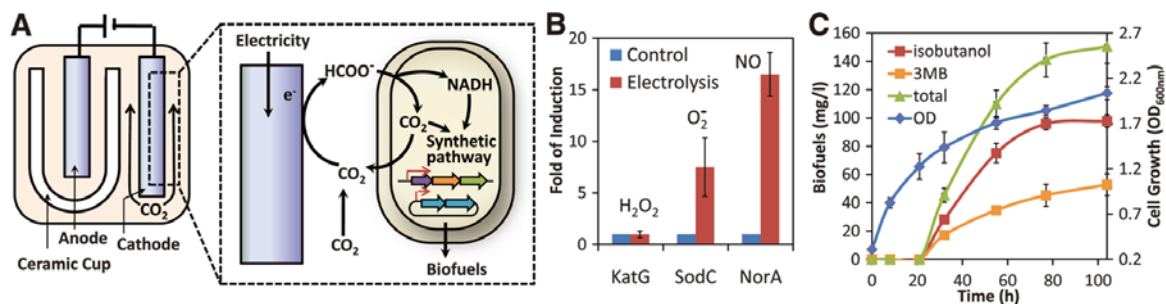 A
Electricity
e-
HCOO-
NADH
CO2
Synthetic
pathway
CO2
CO2
Biofuels
CO2
Anode
Cathode
Ceramic Cup
B
Fold of Induction
20
15
10
5
0
Control
Electrolysis
NO
O2-
H2O2
KatG
SodC
NorA
C
Biofuels (mg/l)
160
140
120
100
80
60
40
20
0
isobutanol
3MB
total
OD
2.7
2.2
1.7
1.2
0.7
0.2
Cell Growth (OD600nm)
0
20
40
60
80
100
Time (h)